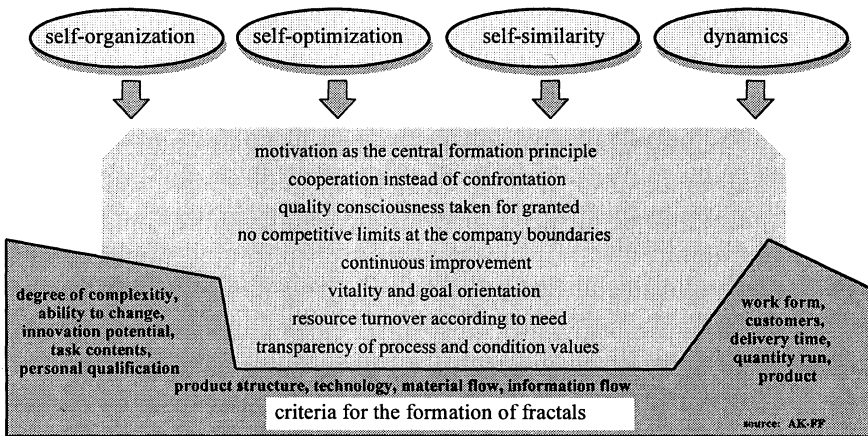 self-organization
self-optimization
self-similarity
dynamics
motivation as the central formation principle
cooperation instead of confrontation
quality consciousness taken for granted
no competitive limits at the company boundaries
continuous improvement
vitality and goal orientation
resource turnover according to need
transparency of process and condition values
degree of complexitiy,
ability to change,
innovation potential,
task contents,
personal qualification
work form,
customers,
delivery time,
quantity run,
product
product structure, technology, material flow, information flow
criteria for the formation of fractals
source: AK-FF